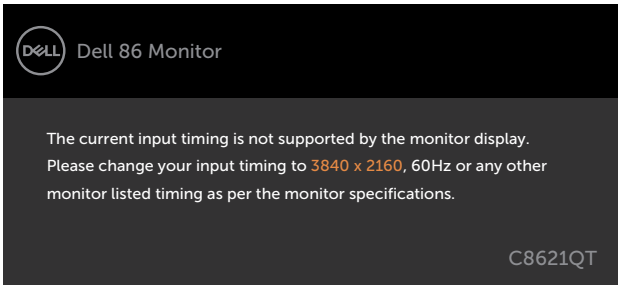 DELL
Dell 86 Monitor
The current input timing is not supported by the monitor display.
Please change your input timing to 3840 x 2160, 60Hz or any other
monitor listed timing as per the monitor specifications.
C8621QT